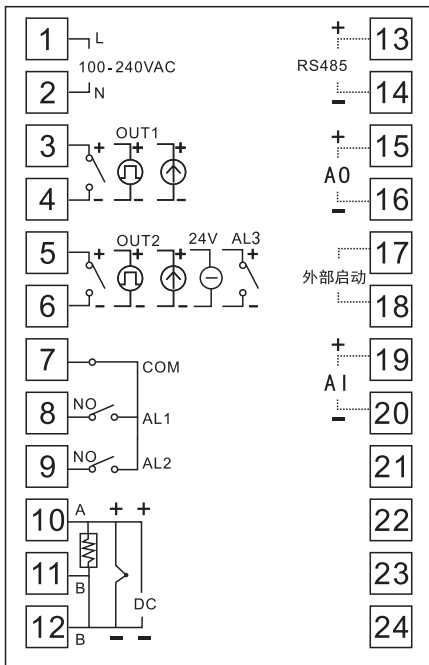 1 L + 13
100-240VAC RS485
2 N - 14
3 + OUT1 + + + 15
AO
4 - - - - 16
5 + OUT2 + + 24V AL3 + 17
外部启动
6 - - - - 18
7 COM + 19
AI
8 NO AL1 - 20
9 NO AL2 21
10 A + + 22
11 B DC 23
12 B - - 24